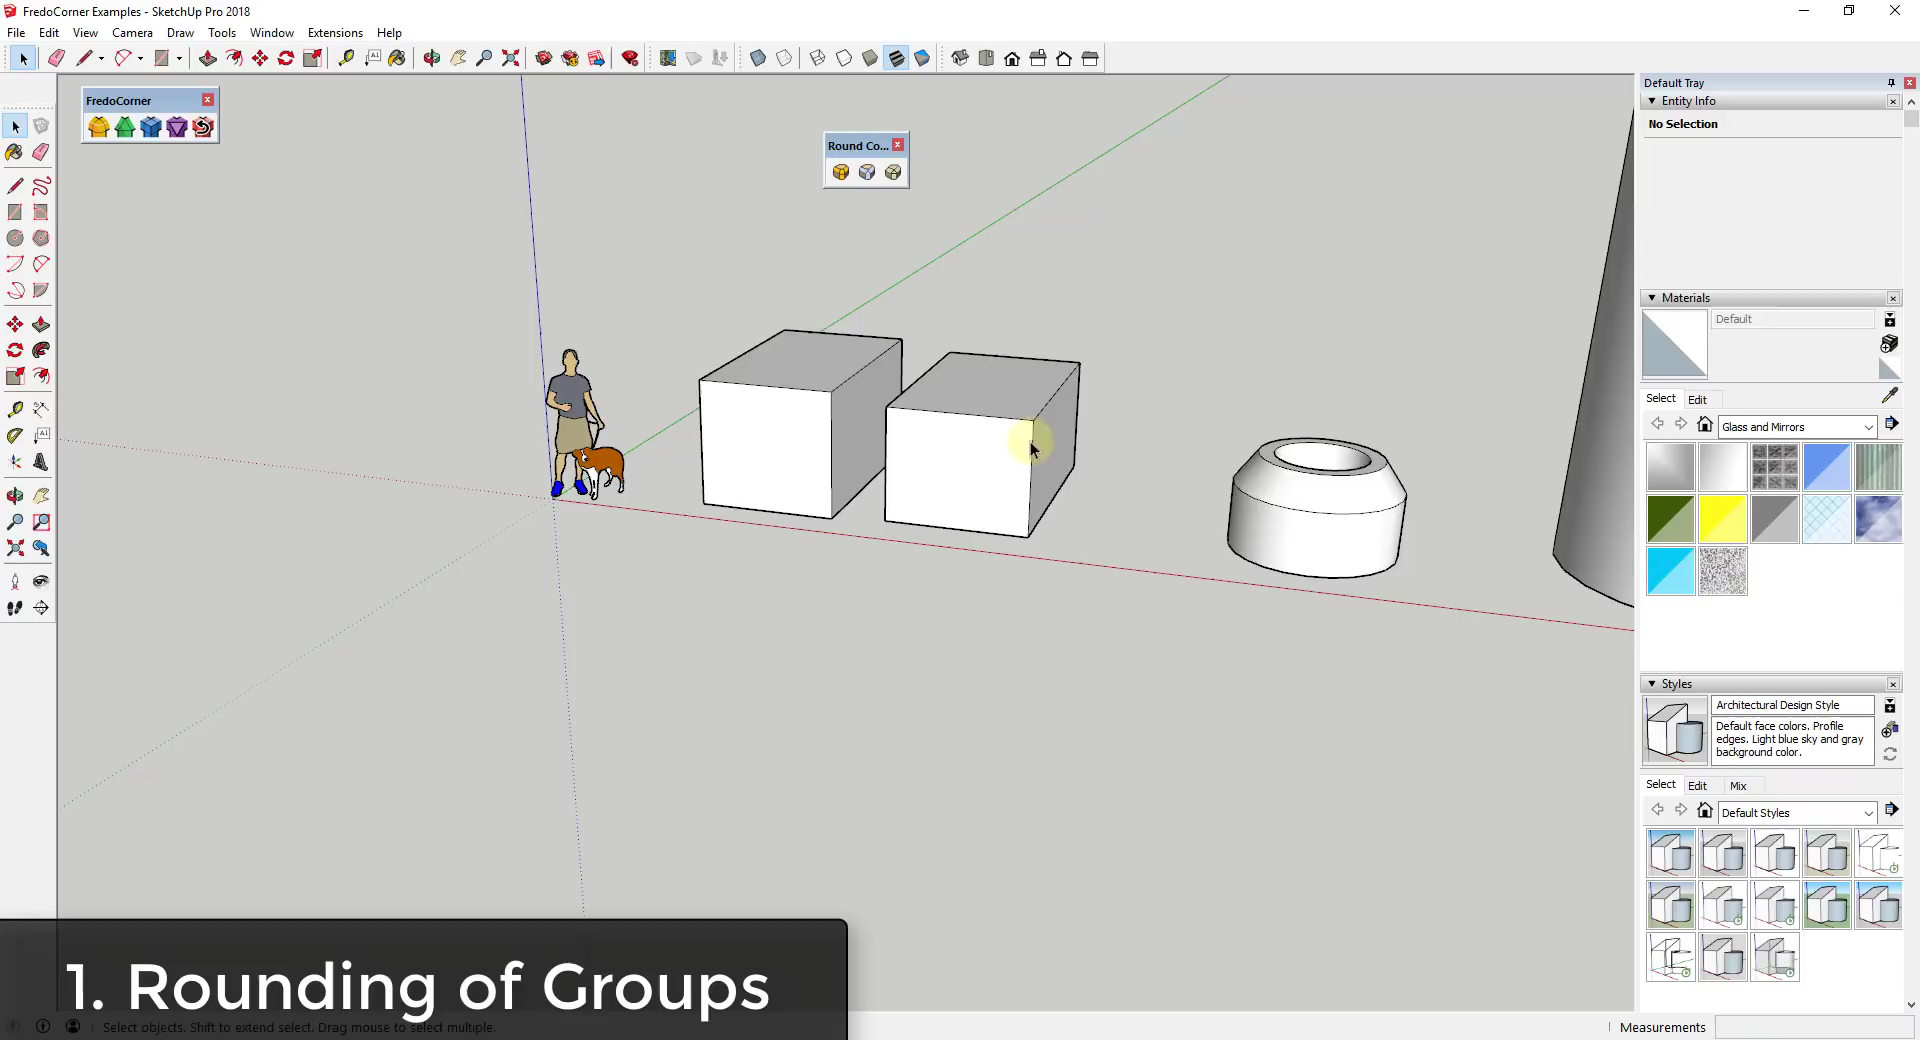 FredoCorner Examples - SketchUp Pro 2018
File Edit View Camera Draw Tools Window Extensions Help
FredoCorner
Round Co...
Default Tray
Entity Info
No Selection
Materials
Default
Select Edit
Glass and Mirrors
Styles
Architectural Design Style
Default face colors. Profile
edges. Light blue sky and gray
background color.
Select Edit Mix
Default Styles
1. Rounding of Groups
Select objects. Shift to extend select. Drag mouse to select multiple.
Measurements